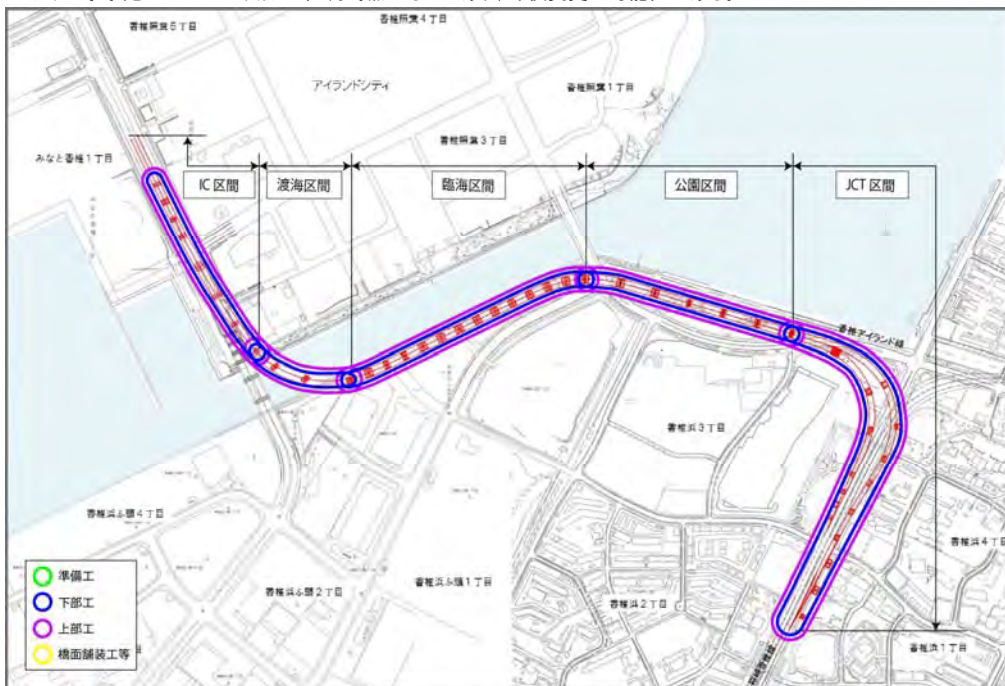 香椎照葉5丁目
香椎照葉4丁目
アイランドシティ
香椎照葉1丁目
香椎照葉3丁目
みなと香椎1丁目
IC区間
渡海区間
臨海区間
公園区間
JCT区間
香椎アイランド線
香椎浜3丁目
香椎浜ふ頭4丁目
香椎浜4丁目
香椎浜ふ頭1丁目
香椎浜ふ頭2丁目
香椎浜2丁目
香椎浜1丁目
準備工
下部工
上部工
橋面舗装工等